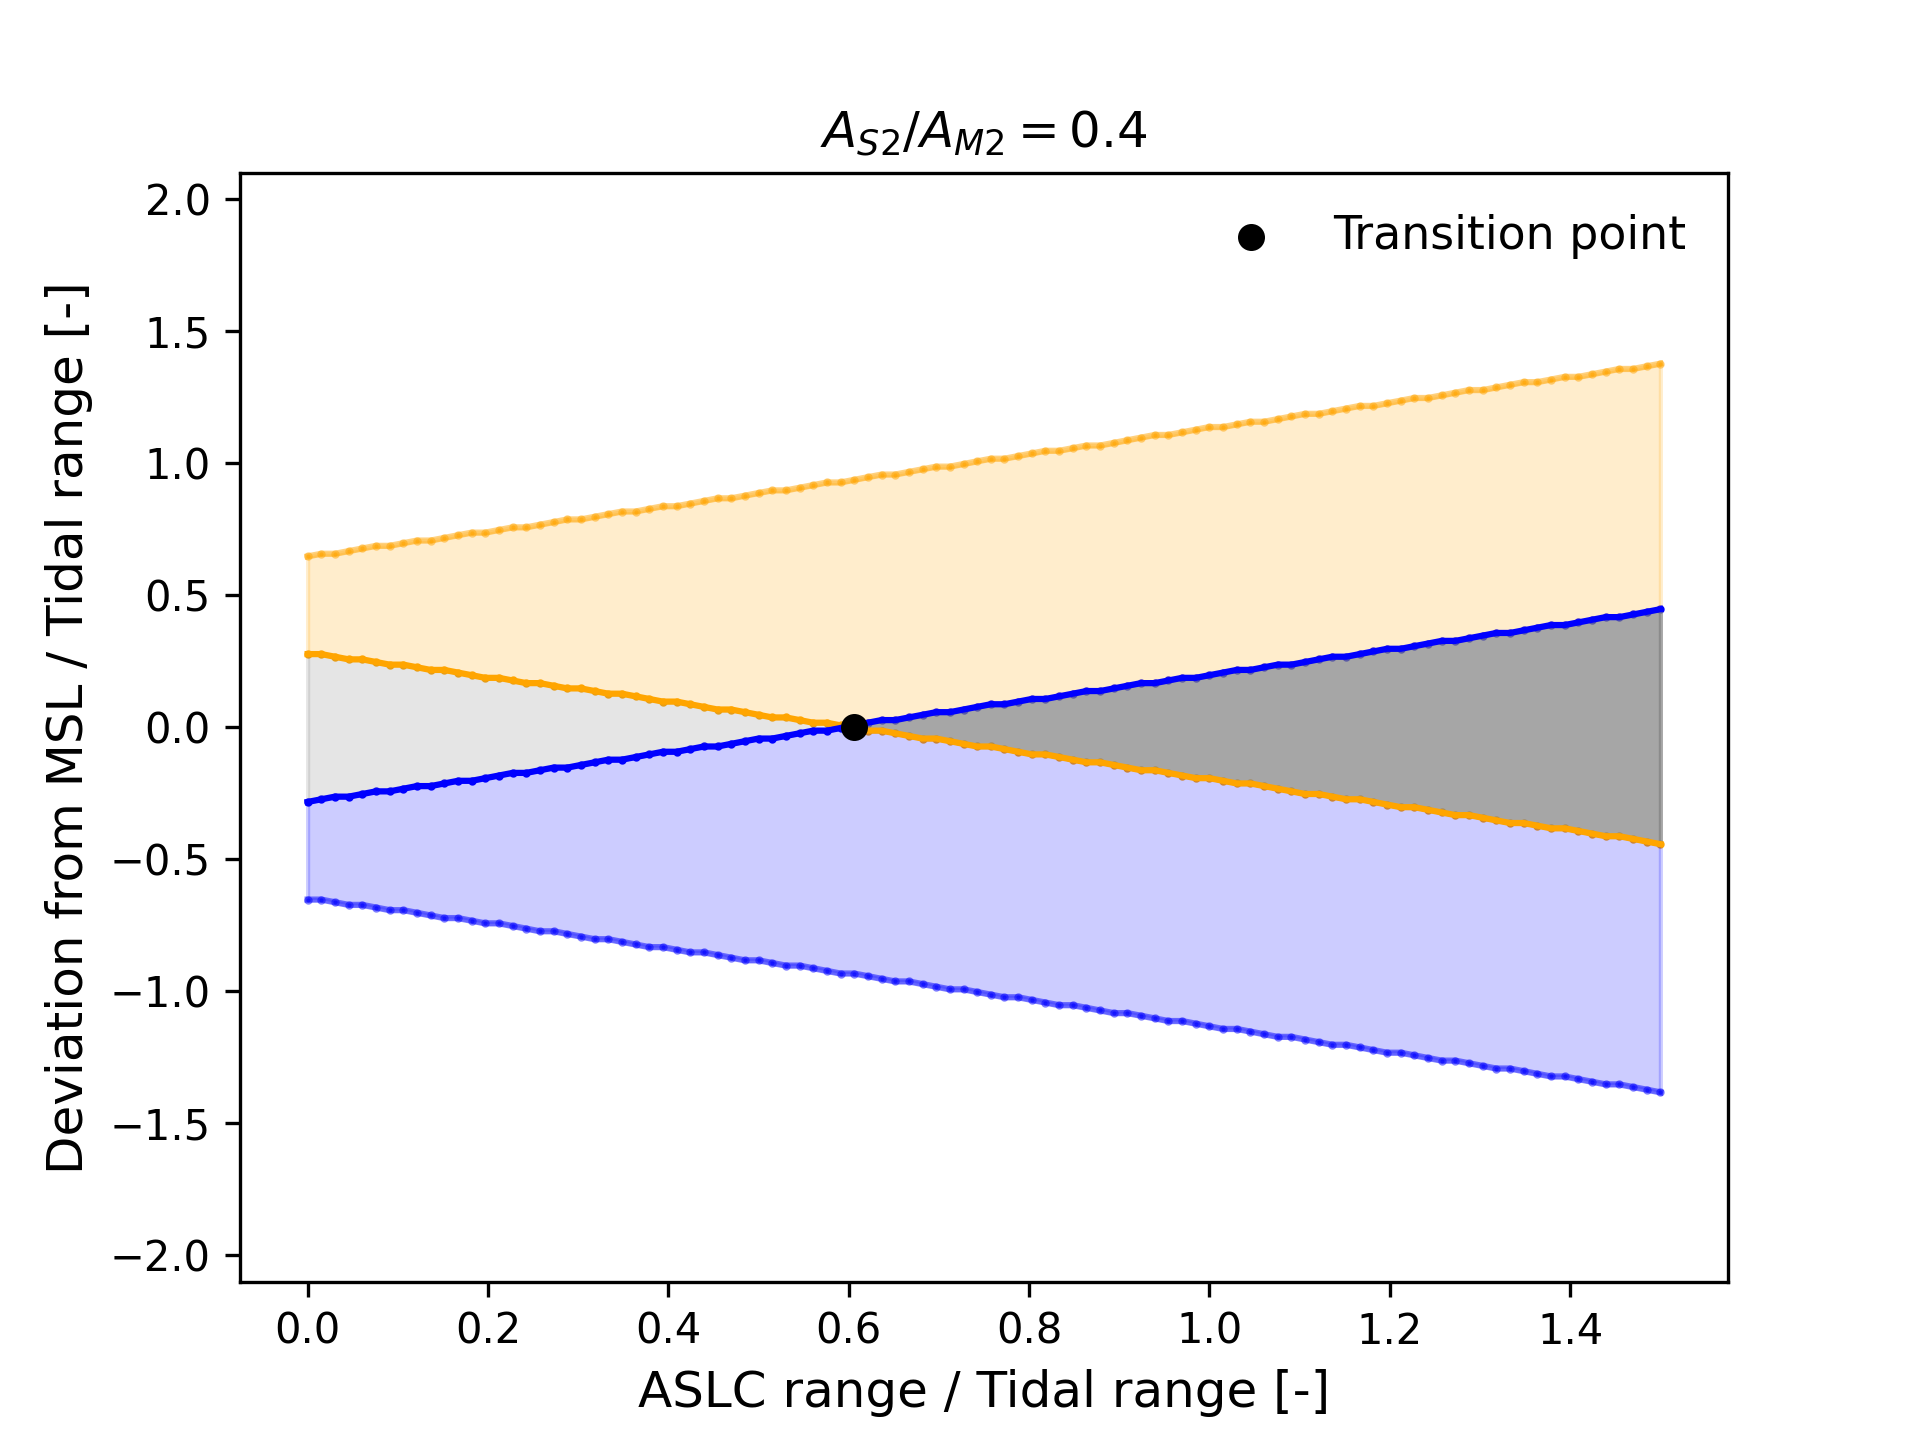 A_{S2}/A_{M2} = 0.4
Transition point
2.0
1.5
1.0
0.5
0.0
−0.5
−1.0
−1.5
−2.0
Deviation from MSL / Tidal range [-]
0.0 0.2 0.4 0.6 0.8 1.0 1.2 1.4
ASLC range / Tidal range [-]